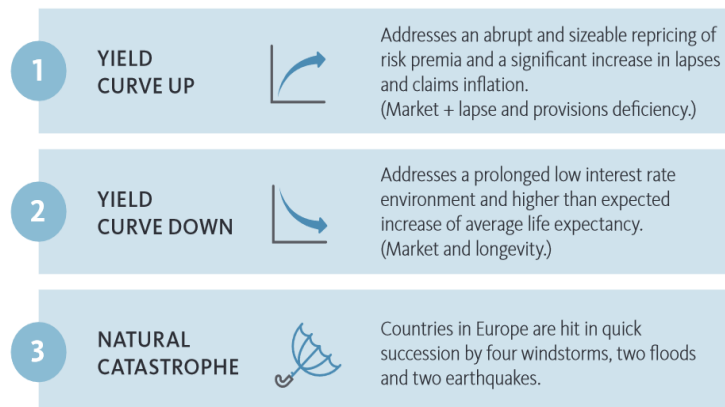 1
YIELD
CURVE UP
Addresses an abrupt and sizeable repricing of
risk premia and a significant increase in lapses
and claims inflation.
(Market + lapse and provisions deficiency.)
2
YIELD
CURVE DOWN
Addresses a prolonged low interest rate
environment and higher than expected
increase of average life expectancy.
(Market and longevity.)
3
NATURAL
CATASTROPHE
Countries in Europe are hit in quick
succession by four windstorms, two floods
and two earthquakes.